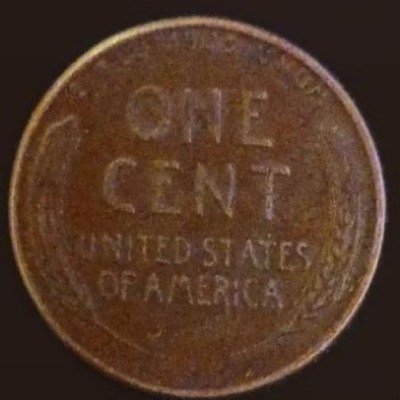 ONE
CENT
UNITED STATES
OF AMERICA